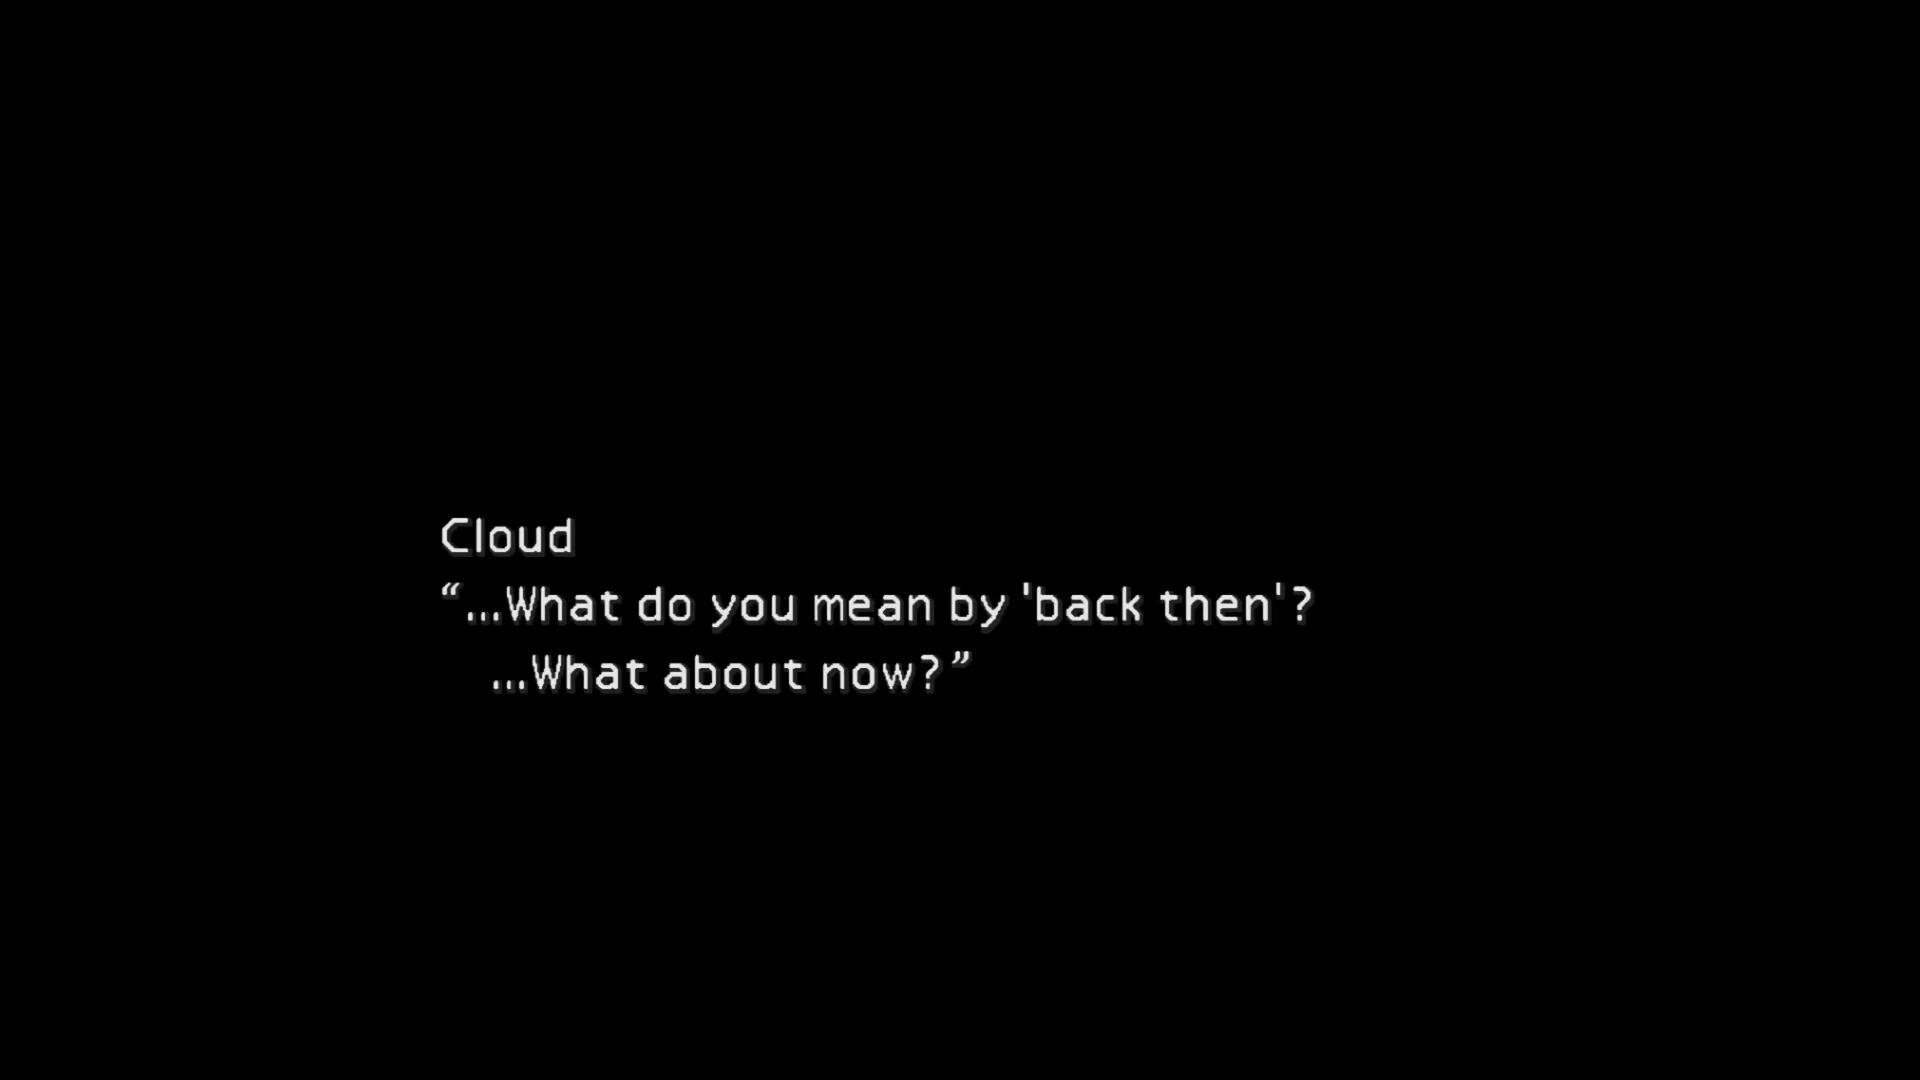 Cloud
“…What do you mean by 'back then'?
…What about now?”